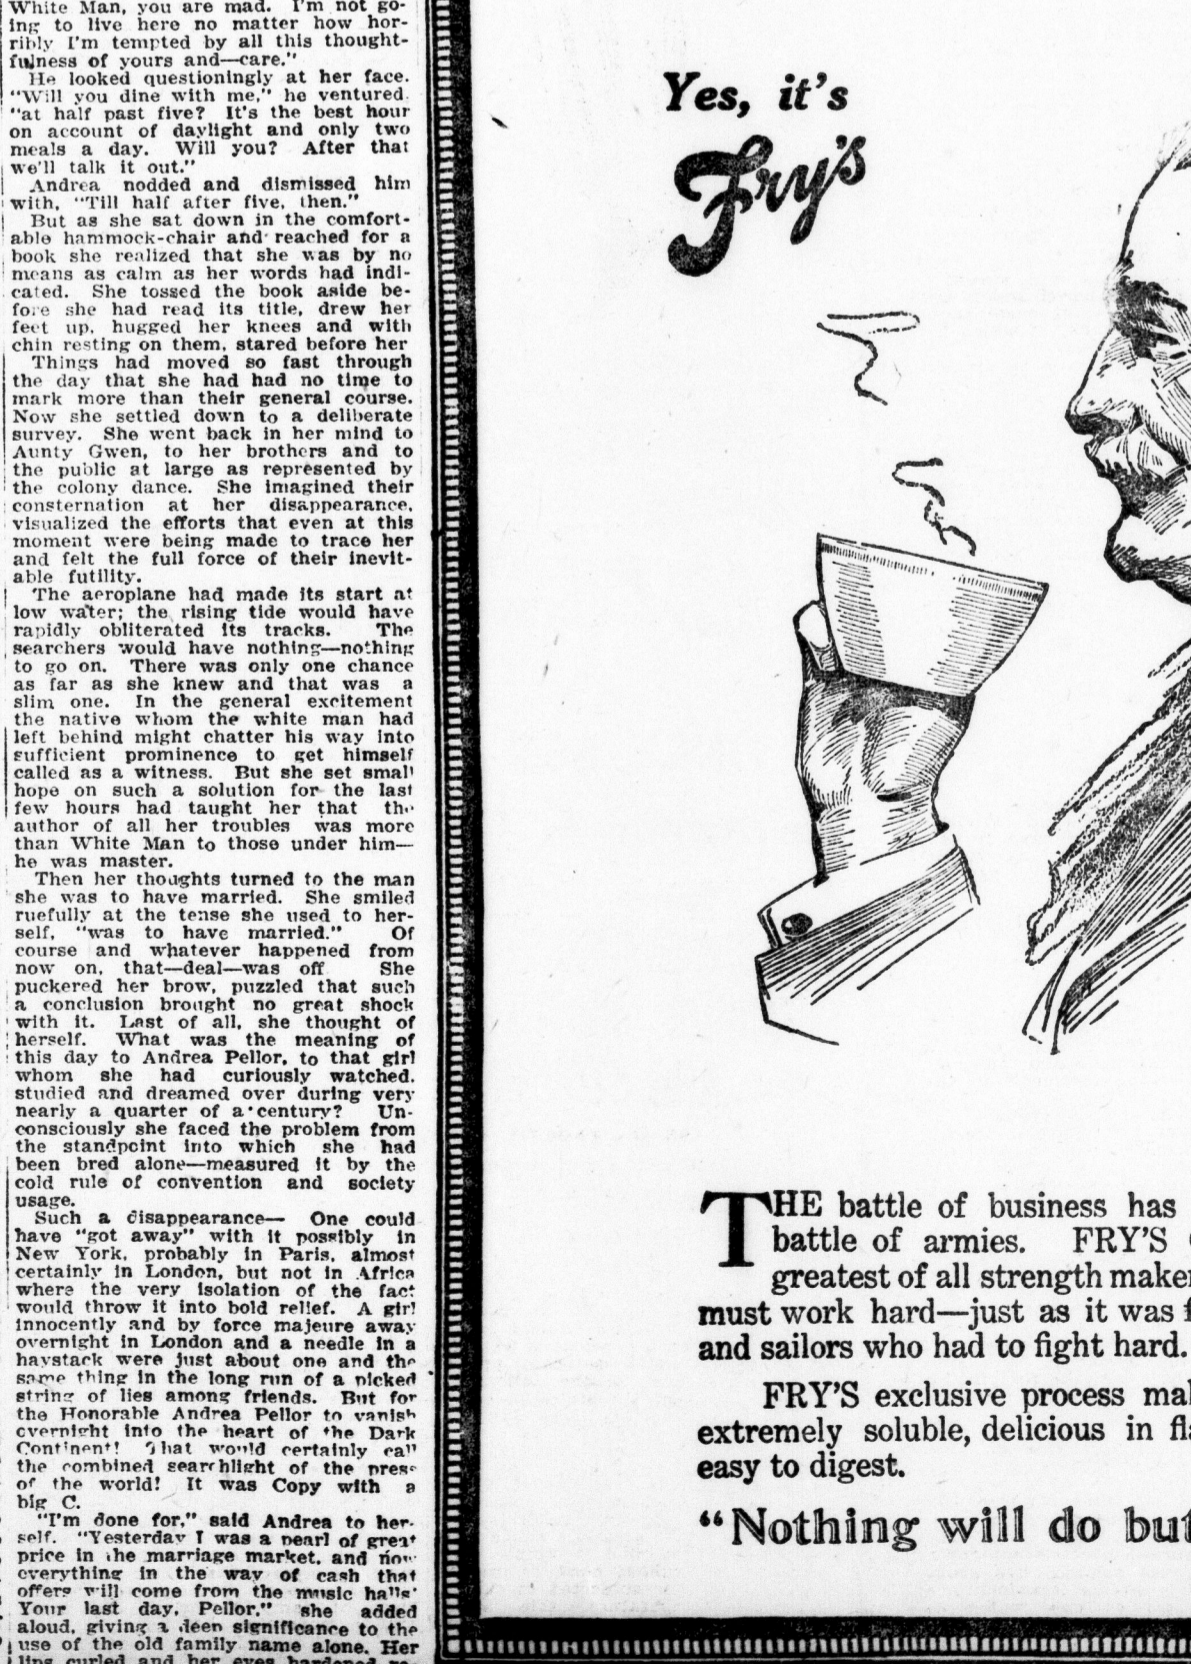 White Man, you are mad. I'm not go-
ing to live here no matter how hor-
ribly I'm tempted by all this thought-
fulness of yours and—care."
He looked questioningly at her face.
"Will you dine with me," he ventured.
"at half past five? It's the best hour
on account of daylight and only two
meals a day. Will you? After that
we'll talk it out."
Andrea nodded and dismissed him
with, "Till half after five, then."
But as she sat down in the comfort-
able hammock-chair and reached for a
book she realized that she was by no
means as calm as her words had indi-
cated. She tossed the book aside be-
fore she had read its title, drew her
feet up, hugged her knees and with
chin resting on them, stared before her
Things had moved so fast through
the day that she had had no time to
mark more than their general course.
Now she settled down to a deliberate
survey. She went back in her mind to
Aunty Gwen, to her brothers and to
the public at large as represented by
the colony dance. She imagined their
consternation at her disappearance,
visualized the efforts that even at this
moment were being made to trace her
and felt the full force of their inevit-
able futility.
The aeroplane had made its start at
low water; the rising tide would have
rapidly obliterated its tracks. The
searchers would have nothing—nothing
to go on. There was only one chance
as far as she knew and that was a
slim one. In the general excitement
the native whom the white man had
left behind might chatter his way into
sufficient prominence to get himself
called as a witness. But she set small
hope on such a solution for the last
few hours had taught her that the
author of all her troubles was more
than White Man to those under him—
he was master.
Then her thoughts turned to the man
she was to have married. She smiled
ruefully at the tense she used to her-
self, "was to have married." Of
course and whatever happened from
now on, that—deal—was off She
puckered her brow, puzzled that such
a conclusion brought no great shock
with it. Last of all, she thought of
herself. What was the meaning of
this day to Andrea Pellor, to that girl
whom she had curiously watched,
studied and dreamed over during very
nearly a quarter of a century? Un-
consciously she faced the problem from
the standpoint into which she had
been bred alone—measured it by the
cold rule of convention and society
usage.
Such a disappearance— One could
have "got away" with it possibly in
New York, probably in Paris, almost
certainly in London, but not in Africa
where the very isolation of the fact
would throw it into bold relief. A girl
innocently and by force majeure away
overnight in London and a needle in a
haystack were just about one and the
same thing in the long run of a picked
string of lies among friends. But for
the Honorable Andrea Pellor to vanish
overnight into the heart of the Dark
Continent! That would certainly call
the combined searchlight of the press
of the world! It was Copy with a
big C.
"I'm done for," said Andrea to her-
self. "Yesterday I was a pearl of great
price in the marriage market, and now
everything in the way of cash that
offers will come from the music halls!
Your last day, Pellor." she added
aloud, giving a deep significance to the
use of the old family name alone. Her
lips curled and her eyes hardened re-
Yes, it's
Fry's
THE battle of business has
battle of armies. FRY'S
greatest of all strength make
must work hard—just as it was
and sailors who had to fight hard.
FRY'S exclusive process ma
extremely soluble, delicious in fl
easy to digest.
"Nothing will do but